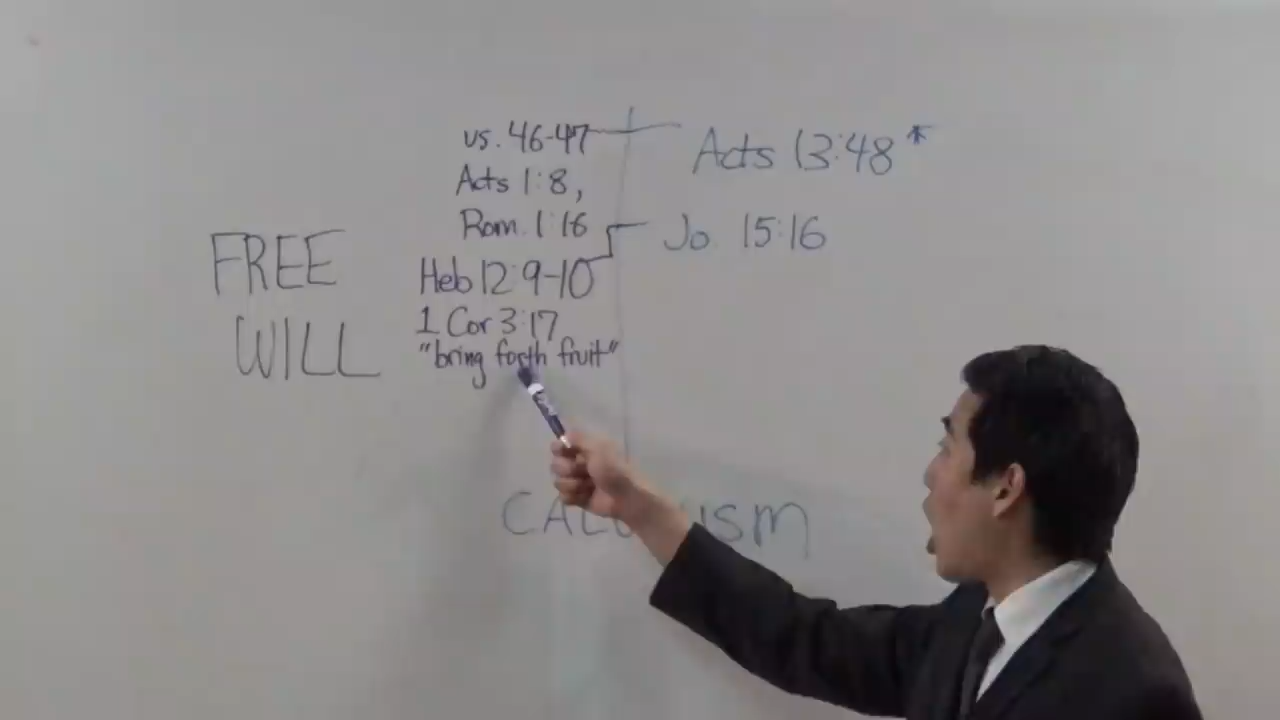 vs. 46-47
Acts 1:8,
Rom. 1:16
Heb 12:9-10
1 Cor 3:17
"bring forth fruit"
Acts 13:48*
Jo. 15:16
FREE
WILL